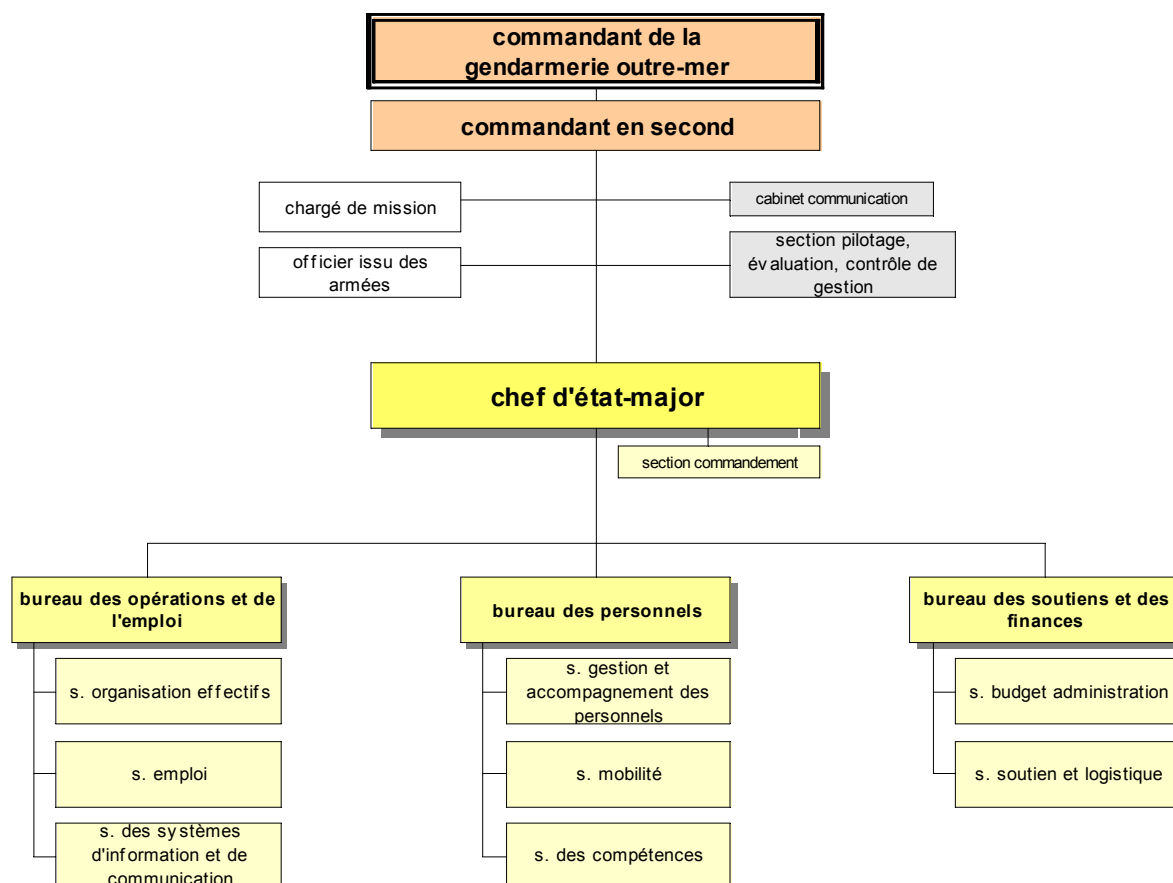 commandant de la
gendarmerie outre-mer
commandant en second
chargé de mission
cabinet communication
officier issu des
armées
section pilotage,
évaluation, contrôle de
gestion
chef d'état-major
section commandement
bureau des opérations et de
l'emploi
bureau des personnels
bureau des soutiens et des
finances
s. organisation effectifs
s. emploi
s. des systèmes
d'information et de
communication
s. gestion et
accompagnement des
personnels
s. mobilité
s. des compétences
s. budget administration
s. soutien et logistique